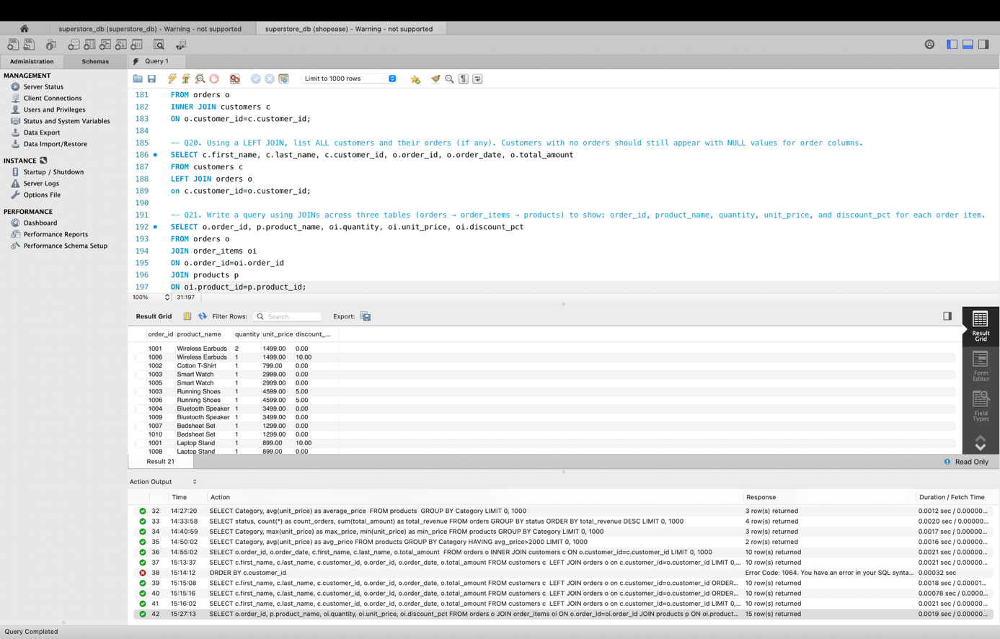 superstore_db (superstore_db) - Warning - not supported
superstore_db (shopease) - Warning - not supported
Administration
Schemas
Query 1
MANAGEMENT
Server Status
Client Connections
Users and Privileges
Status and System Variables
Data Export
Data Import/Restore
INSTANCE
Startup / Shutdown
Server Logs
Options File
PERFORMANCE
Dashboard
Performance Reports
Performance Schema Setup
Limit to 1000 rows
181 FROM orders o
182 INNER JOIN customers c
183 ON o.customer_id=c.customer_id;
184
185 -- Q20. Using a LEFT JOIN, list ALL customers and their orders (if any). Customers with no orders should still appear with NULL values for order columns.
186 SELECT c.first_name, c.last_name, c.customer_id, o.order_id, o.order_date, o.total_amount
187 FROM customers c
188 LEFT JOIN orders o
189 on c.customer_id=o.customer_id;
190
191 -- Q21. Write a query using JOINs across three tables (orders → order_items → products) to show: order_id, product_name, quantity, unit_price, and discount_pct for each order item.
192 SELECT o.order_id, p.product_name, oi.quantity, oi.unit_price, oi.discount_pct
193 FROM orders o
194 JOIN order_items oi
195 ON o.order_id=oi.order_id
196 JOIN products p
197 ON oi.product_id=p.product_id;
100% 31:197
Result Grid Filter Rows: Search Export:
order_id product_name quantity unit_price discount_...
1001 Wireless Earbuds 2 1499.00 0.00
1006 Wireless Earbuds 1 1499.00 10.00
1002 Cotton T-Shirt 1 799.00 0.00
1003 Smart Watch 1 2999.00 0.00
1005 Smart Watch 1 2999.00 0.00
1003 Running Shoes 1 4599.00 5.00
1006 Running Shoes 1 4599.00 5.00
1004 Bluetooth Speaker 1 3499.00 0.00
1009 Bluetooth Speaker 1 3499.00 0.00
1007 Bedsheet Set 1 1299.00 0.00
1010 Bedsheet Set 1 1299.00 0.00
1001 Laptop Stand 1 899.00 10.00
1008 Laptop Stand 1 899.00 0.00
Result
Grid
Form
Editor
Field
Types
Result 21
Read Only
Action Output
Time Action Response Duration / Fetch Time
32 14:27:20 SELECT Category, avg(unit_price) as average_price FROM products GROUP BY Category LIMIT 0, 1000 3 row(s) returned 0.0012 sec / 0.00000...
33 14:33:58 SELECT status, count(*) as count_orders, sum(total_amount) as total_revenue FROM orders GROUP BY status ORDER BY total_revenue DESC LIMIT 0, 1000 4 row(s) returned 0.0020 sec / 0.0000...
34 14:40:59 SELECT Category, max(unit_price) as max_price, min(unit_price) as min_price FROM products GROUP BY Category LIMIT 0, 1000 3 row(s) returned 0.0017 sec / 0.00000...
35 14:50:02 SELECT Category, avg(unit_price) as avg_price FROM products GROUP BY Category HAVING avg_price>2000 LIMIT 0, 1000 2 row(s) returned 0.0016 sec / 0.00000...
36 14:55:02 SELECT o.order_id, o.order_date, c.first_name, c.last_name, o.total_amount FROM orders o INNER JOIN customers c ON o.customer_id=c.customer_id LIMIT 0, 1000 10 row(s) returned 0.0021 sec / 0.00000...
37 15:13:37 SELECT c.first_name, c.last_name, c.customer_id, o.order_id, o.order_date, o.total_amount FROM customers c LEFT JOIN orders o on c.customer_id=o.customer_id LIMIT 0,... 10 row(s) returned 0.0021 sec / 0.00000...
38 15:14:12 ORDER BY c.customer_id Error Code: 1064. You have an error in your SQL synta... 0.00032 sec
39 15:15:08 SELECT c.first_name, c.last_name, c.customer_id, o.order_id, o.order_date, o.total_amount FROM customers c LEFT JOIN orders o on c.customer_id=o.customer_id ORDER... 10 row(s) returned 0.0018 sec / 0.00001...
40 15:15:16 SELECT c.first_name, c.last_name, c.customer_id, o.order_id, o.order_date, o.total_amount FROM customers c LEFT JOIN orders o on c.customer_id=o.customer_id ORDER... 10 row(s) returned 0.00078 sec / 0.0000...
41 15:16:02 SELECT c.first_name, c.last_name, c.customer_id, o.order_id, o.order_date, o.total_amount FROM customers c LEFT JOIN orders o on c.customer_id=o.customer_id LIMIT 0,... 10 row(s) returned 0.0021 sec / 0.00000...
42 15:27:13 SELECT o.order_id, p.product_name, oi.quantity, oi.unit_price, oi.discount_pct FROM orders o JOIN order_items oi ON o.order_id=oi.order_id JOIN products p ON oi.product... 15 row(s) returned 0.0019 sec / 0.00000...
Query Completed